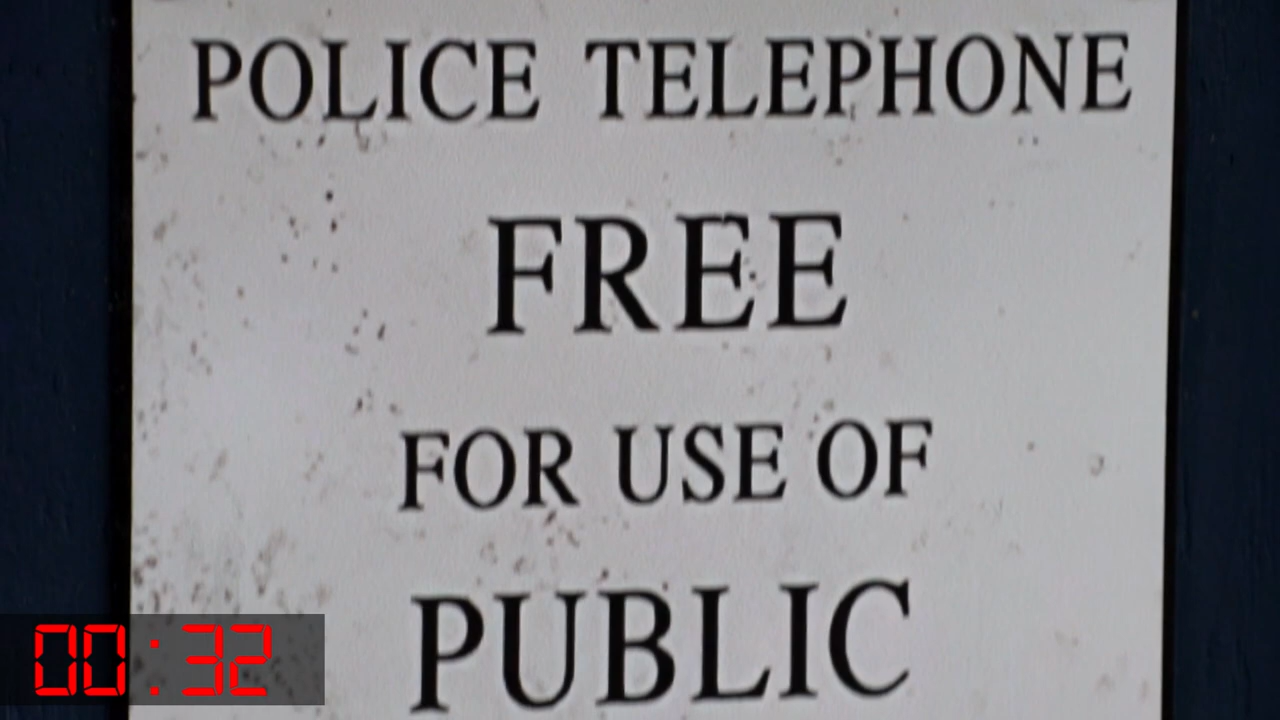 POLICE TELEPHONE
FREE
FOR USE OF
PUBLIC
00:32